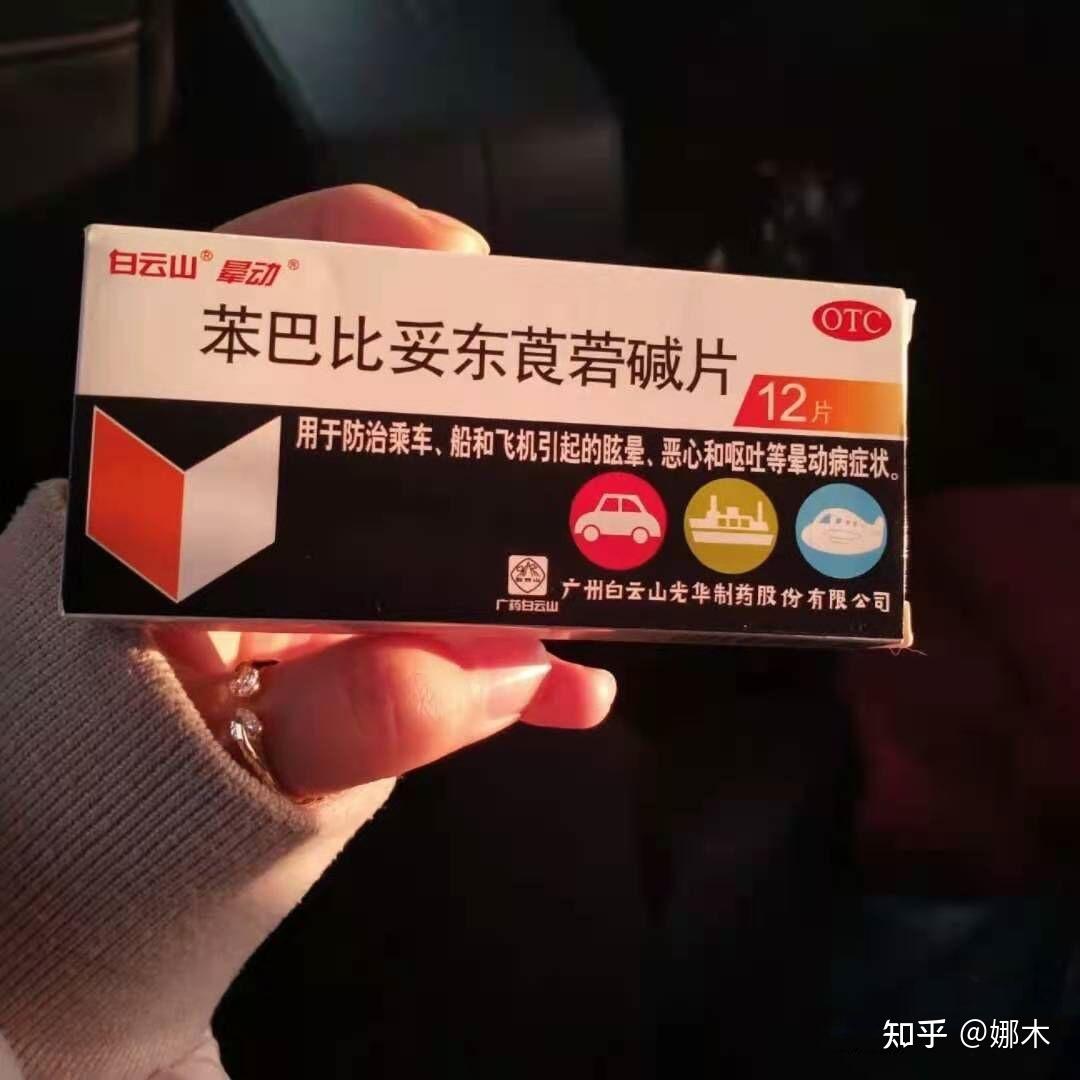 白云山® 晕动®
OTC
苯巴比妥东莨菪碱片
12片
用于防治乘车、船和飞机引起的眩晕、恶心和呕吐等晕动病症状。
广药白云山
广州白云山光华制药股份有限公司
知乎 @娜木